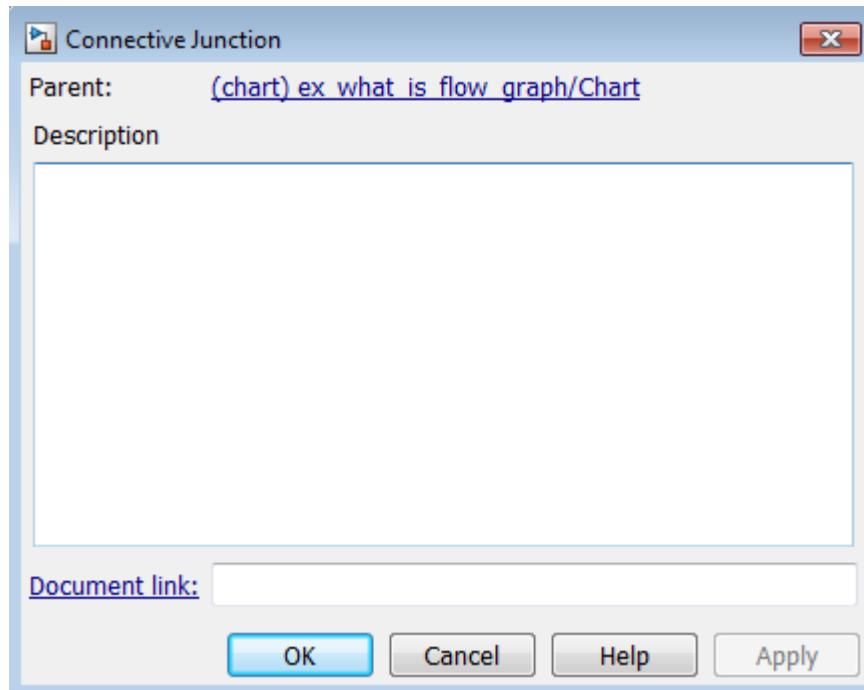 Connective Junction
Parent: (chart) ex_what_is_flow_graph/Chart
Description
Document link:
OK Cancel Help Apply